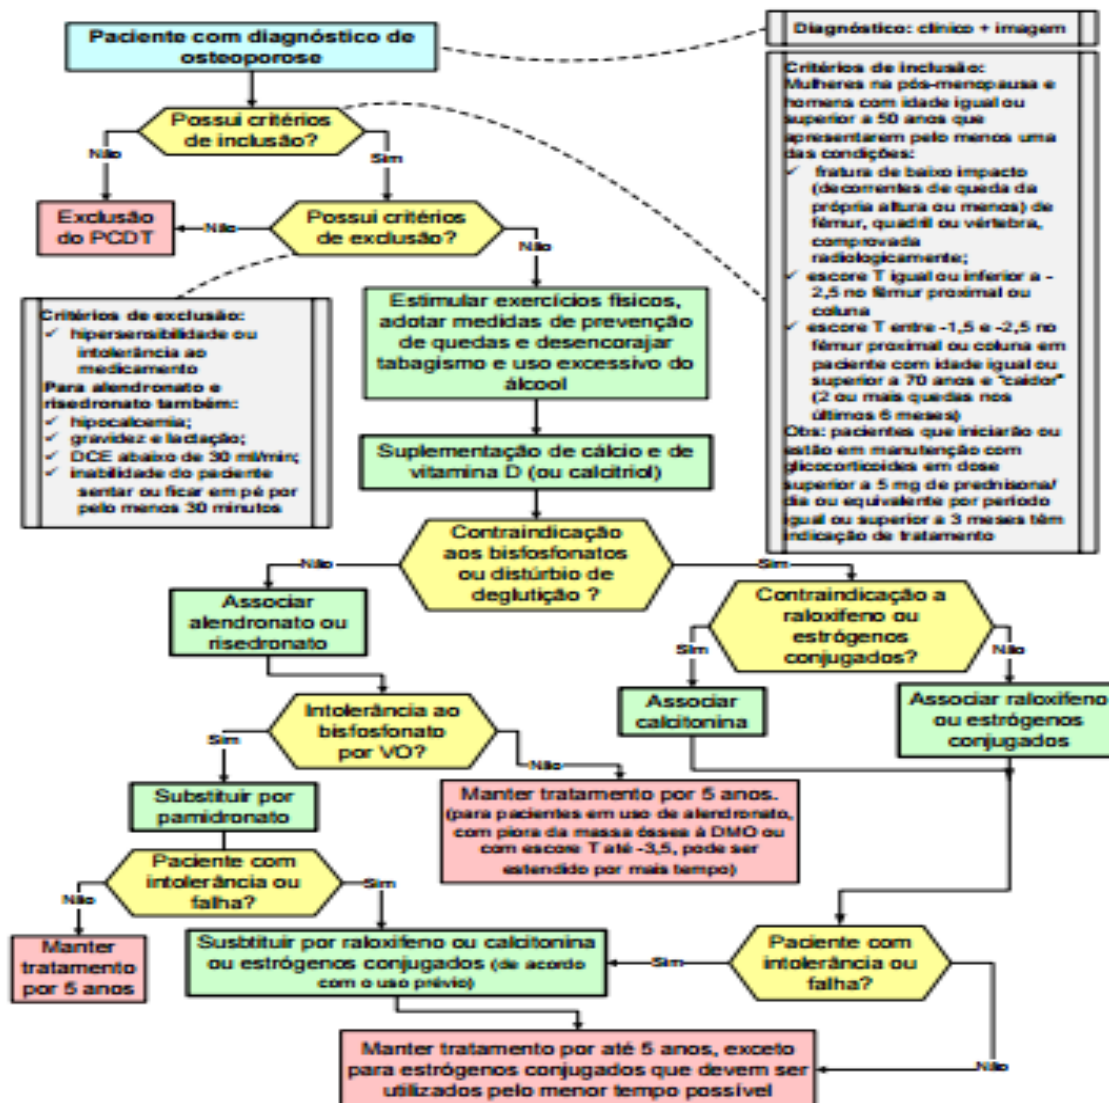 Paciente com diagnóstico de
osteoporose
Diagnóstico: clínico + imagem
Critérios de inclusão:
Mulheres na pós-menopausa e
homens com idade igual ou
superior a 50 anos que
apresentarem pelo menos uma
das condições:
✓ fratura de baixo impacto
(decorrentes de queda da
própria altura ou menos) de
fêmur, quadril ou vértebra,
comprovada
radiologicamente;
✓ escore T igual ou inferior a -
2,5 no fêmur proximal ou
coluna
✓ escore T entre -1,5 e -2,5 no
fêmur proximal ou coluna em
paciente com idade igual ou
superior a 70 anos e "caidor"
(2 ou mais quedas nos
últimos 6 meses)
Obs: pacientes que iniciarão ou
estão em manutenção com
glicocorticoides em dose
superior a 5 mg de prednisona/
dia ou equivalente por período
igual ou superior a 3 meses têm
indicação de tratamento
Possui critérios
de inclusão?
Não
Sim
Exclusão
do PCDT
Não
Possui critérios
de exclusão?
Não
Critérios de exclusão:
✓ hipersensibilidade ou
intolerância ao
medicamento
Para alendronato e
risedronato também:
✓ hipocalcemia;
✓ gravidez e lactação;
✓ DCE abaixo de 30 ml/min;
✓ inabilidade do paciente
sentar ou ficar em pé por
pelo menos 30 minutos
Estimular exercícios físicos,
adotar medidas de prevenção
de quedas e desencorajar
tabagismo e uso excessivo do
álcool
Suplementação de cálcio e de
vitamina D (ou calcitriol)
Contraindicação
aos bisfosfonatos
ou distúrbio de
deglutição ?
Não
Sim
Associar
alendronato ou
risedronato
Contraindicação a
raloxifeno ou
estrógenos
conjugados?
Sim
Não
Associar
calcitonina
Associar raloxifeno
ou estrógenos
conjugados
Intolerância ao
bisfosfonato
por VO?
Sim
Não
Substituir por
pamidronato
Manter tratamento por 5 anos.
(para pacientes em uso de alendronato,
com piora da massa óssea à DMO ou
com escore T até -3,5, pode ser
estendido por mais tempo)
Paciente com
intolerância ou
falha?
Não
Sim
Manter
tratamento
por 5 anos
Susbtituir por raloxifeno ou calcitonina
ou estrógenos conjugados (de acordo
com o uso prévio)
Sim
Paciente com
intolerância ou
falha?
Não
Manter tratamento por até 5 anos, exceto
para estrógenos conjugados que devem ser
utilizados pelo menor tempo possível